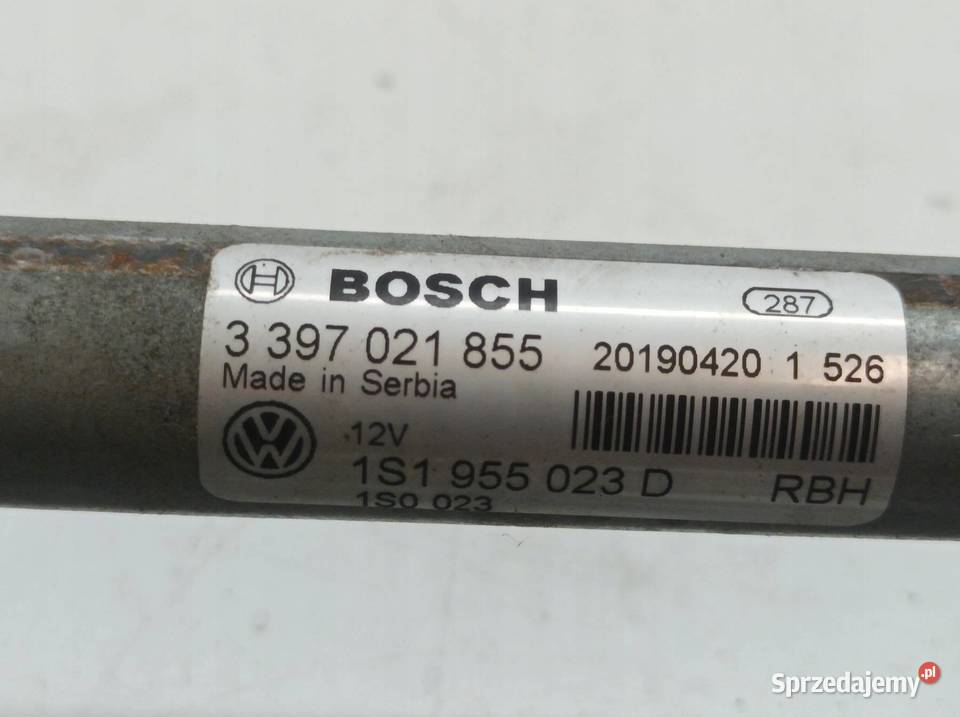 BOSCH
287
3 397 021 855
20190420 1 526
Made in Serbia
12V
1S1 955 023 D
RBH
1S0 023
Sprzedajemy.pl